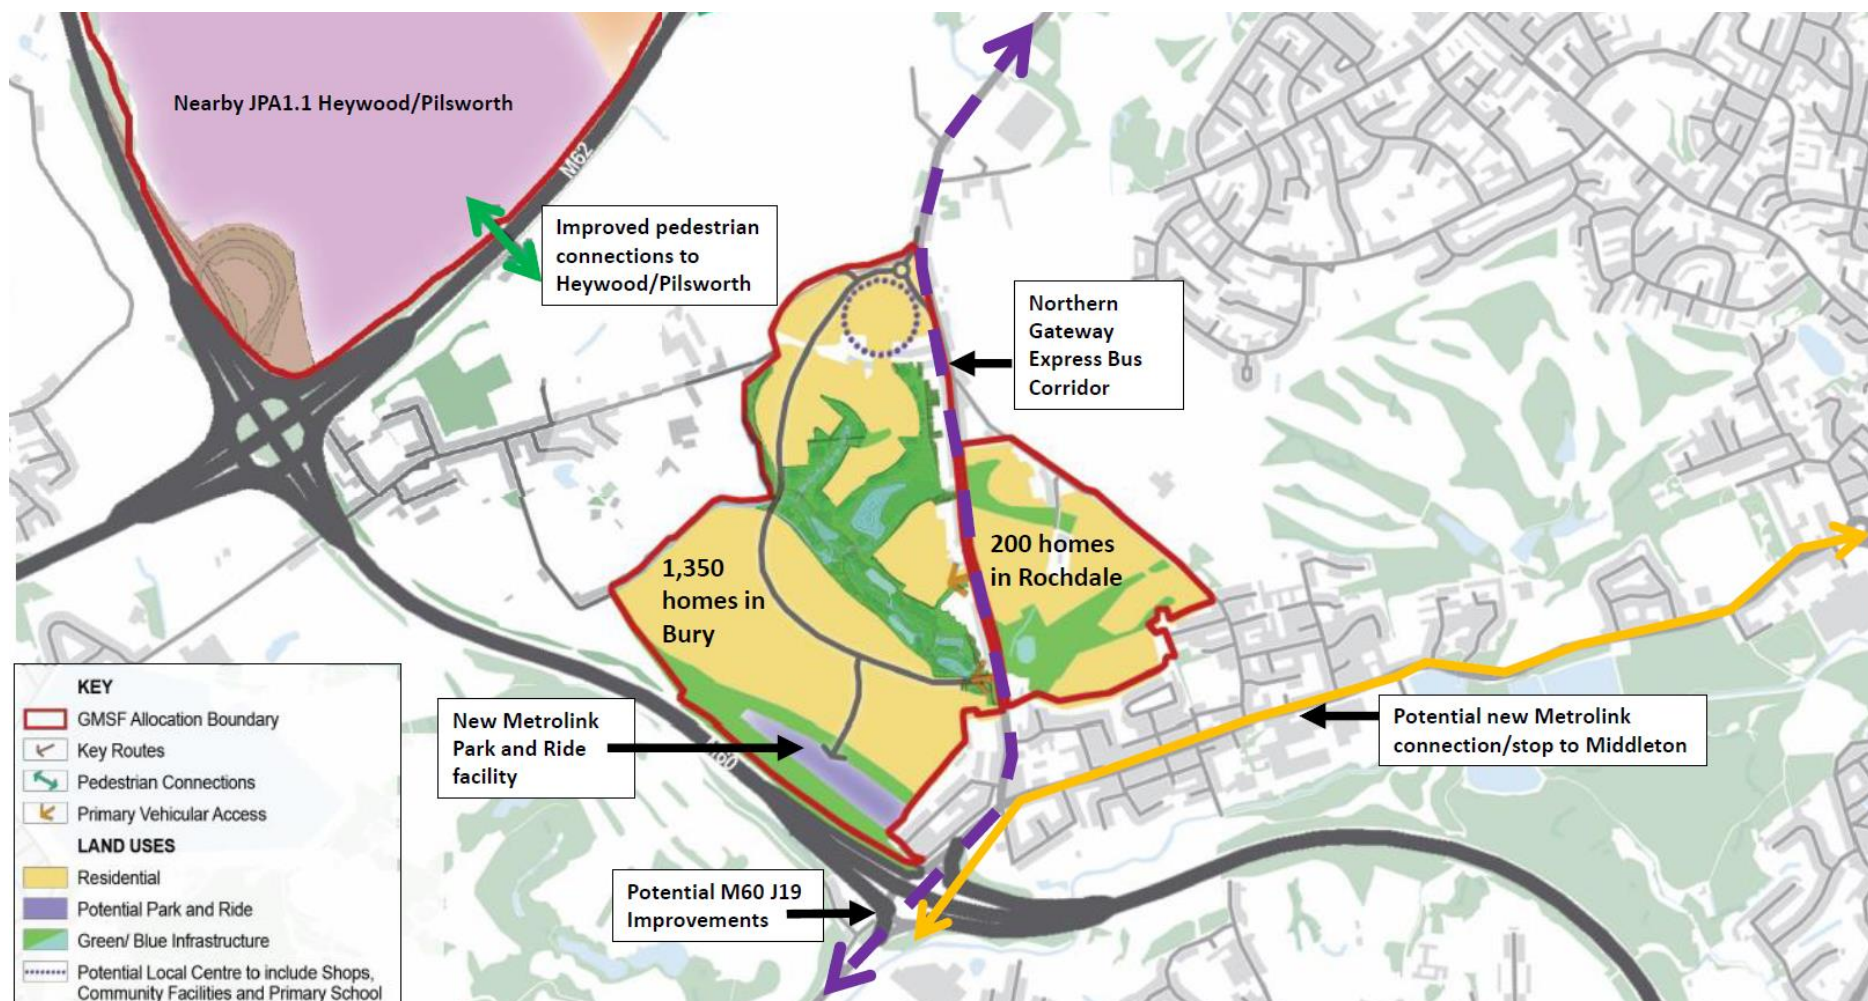 Nearby JPA1.1 Heywood/Pilsworth
M62
Improved pedestrian
connections to
Heywood/Pilsworth
Northern
Gateway
Express Bus
Corridor
200 homes
in Rochdale
1,350
homes in
Bury
New Metrolink
Park and Ride
facility
M60
Potential new Metrolink
connection/stop to Middleton
Potential M60 J19
Improvements
KEY
GMSF Allocation Boundary
Key Routes
Pedestrian Connections
Primary Vehicular Access
LAND USES
Residential
Potential Park and Ride
Green/ Blue Infrastructure
Potential Local Centre to include Shops,
Community Facilities and Primary School